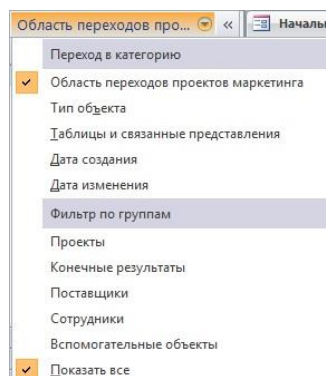 Область переходов про... « Началь
Переход в категорию
Область переходов проектов маркетинга
Тип объекта
Таблицы и связанные представления
Дата создания
Дата изменения
Фильтр по группам
Проекты
Конечные результаты
Поставщики
Сотрудники
Вспомогательные объекты
Показать все